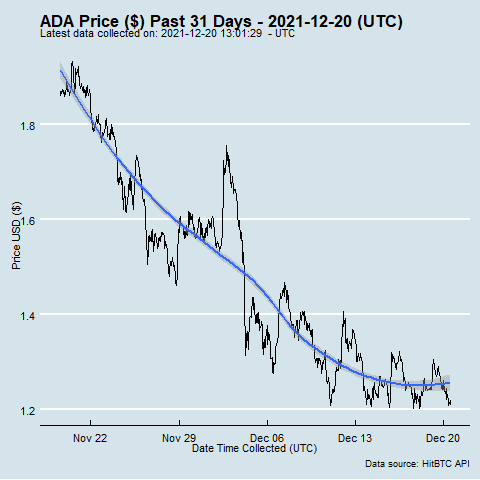 ADA Price ($) Past 31 Days - 2021-12-20 (UTC)
Latest data collected on: 2021-12-20 13:01:29 - UTC
Price USD ($)
1.8
1.6
1.4
1.2
Nov 22 Nov 29 Dec 06 Dec 13 Dec 20
Date Time Collected (UTC)
Data source: HitBTC API